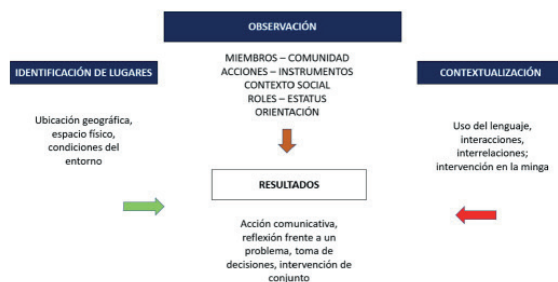 OBSERVACIÓN
MIEMBROS – COMUNIDAD
ACCIONES – INSTRUMENTOS
CONTEXTO SOCIAL
ROLES – ESTATUS
ORIENTACIÓN
IDENTIFICACIÓN DE LUGARES
Ubicación geográfica,
espacio físico,
condiciones del
entorno
CONTEXTUALIZACIÓN
Uso del lenguaje,
interacciones,
interrelaciones;
intervención en la minga
RESULTADOS
Acción comunicativa,
reflexión frente a un
problema, toma de
decisiones, intervención de
conjunto